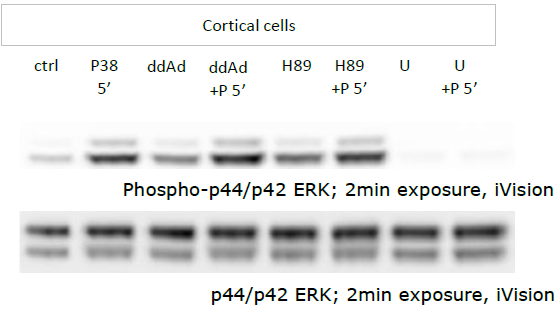 Cortical cells
ctrl P38 ddAd ddAd H89 H89 U U
5’ +P 5’ +P 5’ +P 5’
Phospho-p44/p42 ERK; 2min exposure, iVision
p44/p42 ERK; 2min exposure, iVision